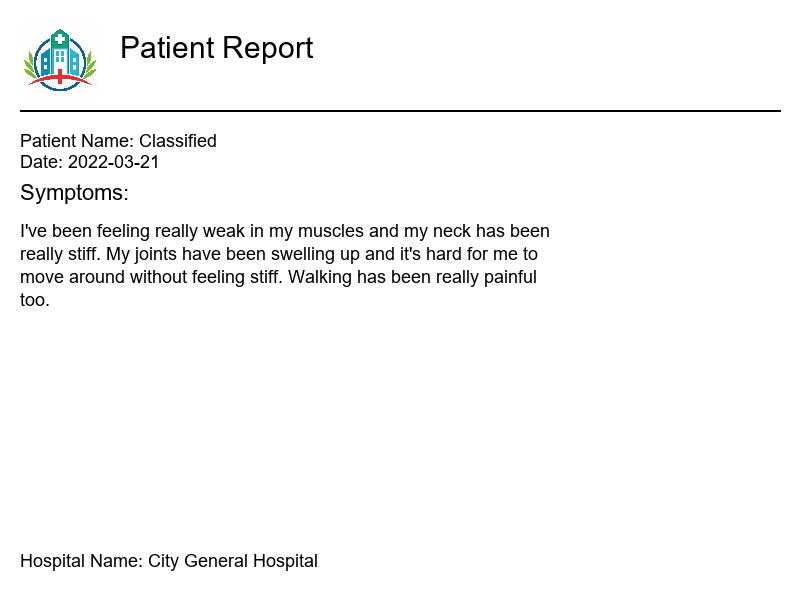 Patient Report
Patient Name: Classified
Date: 2022-03-21
Symptoms:
I've been feeling really weak in my muscles and my neck has been
really stiff. My joints have been swelling up and it's hard for me to
move around without feeling stiff. Walking has been really painful
too.
Hospital Name: City General Hospital